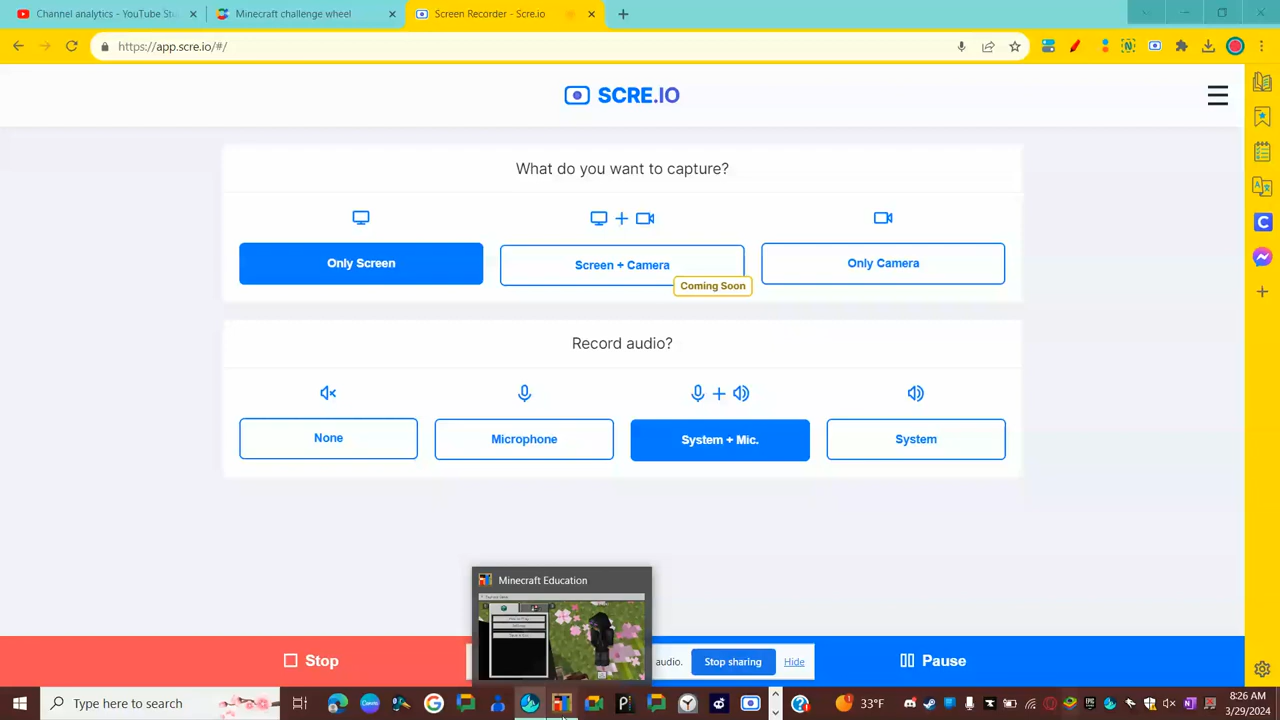 Channel analytics - YouTube St
Minecraft challenge wheel
Screen Recorder - Scre.io
https://app.scre.io/#/
SCRE.IO
What do you want to capture?
Only Screen
Screen + Camera
Only Camera
Coming Soon
Record audio?
None
Microphone
System + Mic.
System
Minecraft Education
Stop
audio.
Stop sharing
Hide
Pause
Type here to search
33°F
8:26 AM
3/29/2024